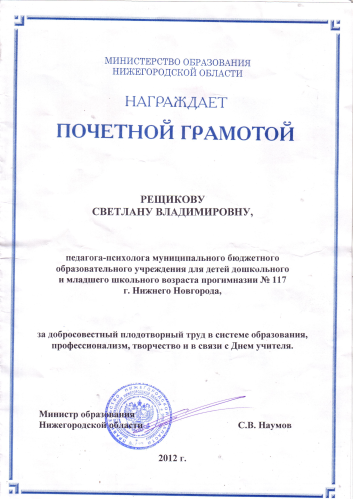 МИНИСТЕРСТВО ОБРАЗОВАНИЯ
НИЖЕГОРОДСКОЙ ОБЛАСТИ
НАГРАЖДАЕТ
ПОЧЕТНОЙ ГРАМОТОЙ
РЕЩИКОВУ
СВЕТЛАНУ ВЛАДИМИРОВНУ,
педагога-психолога муниципального бюджетного
образовательного учреждения для детей дошкольного
и младшего школьного возраста прогимназии № 117
г. Нижнего Новгорода,
за добросовестный плодотворный труд в системе образования,
профессионализм, творчество и в связи с Днем учителя.
Министр образования
Нижегородской области
С.В. Наумов
2012 г.